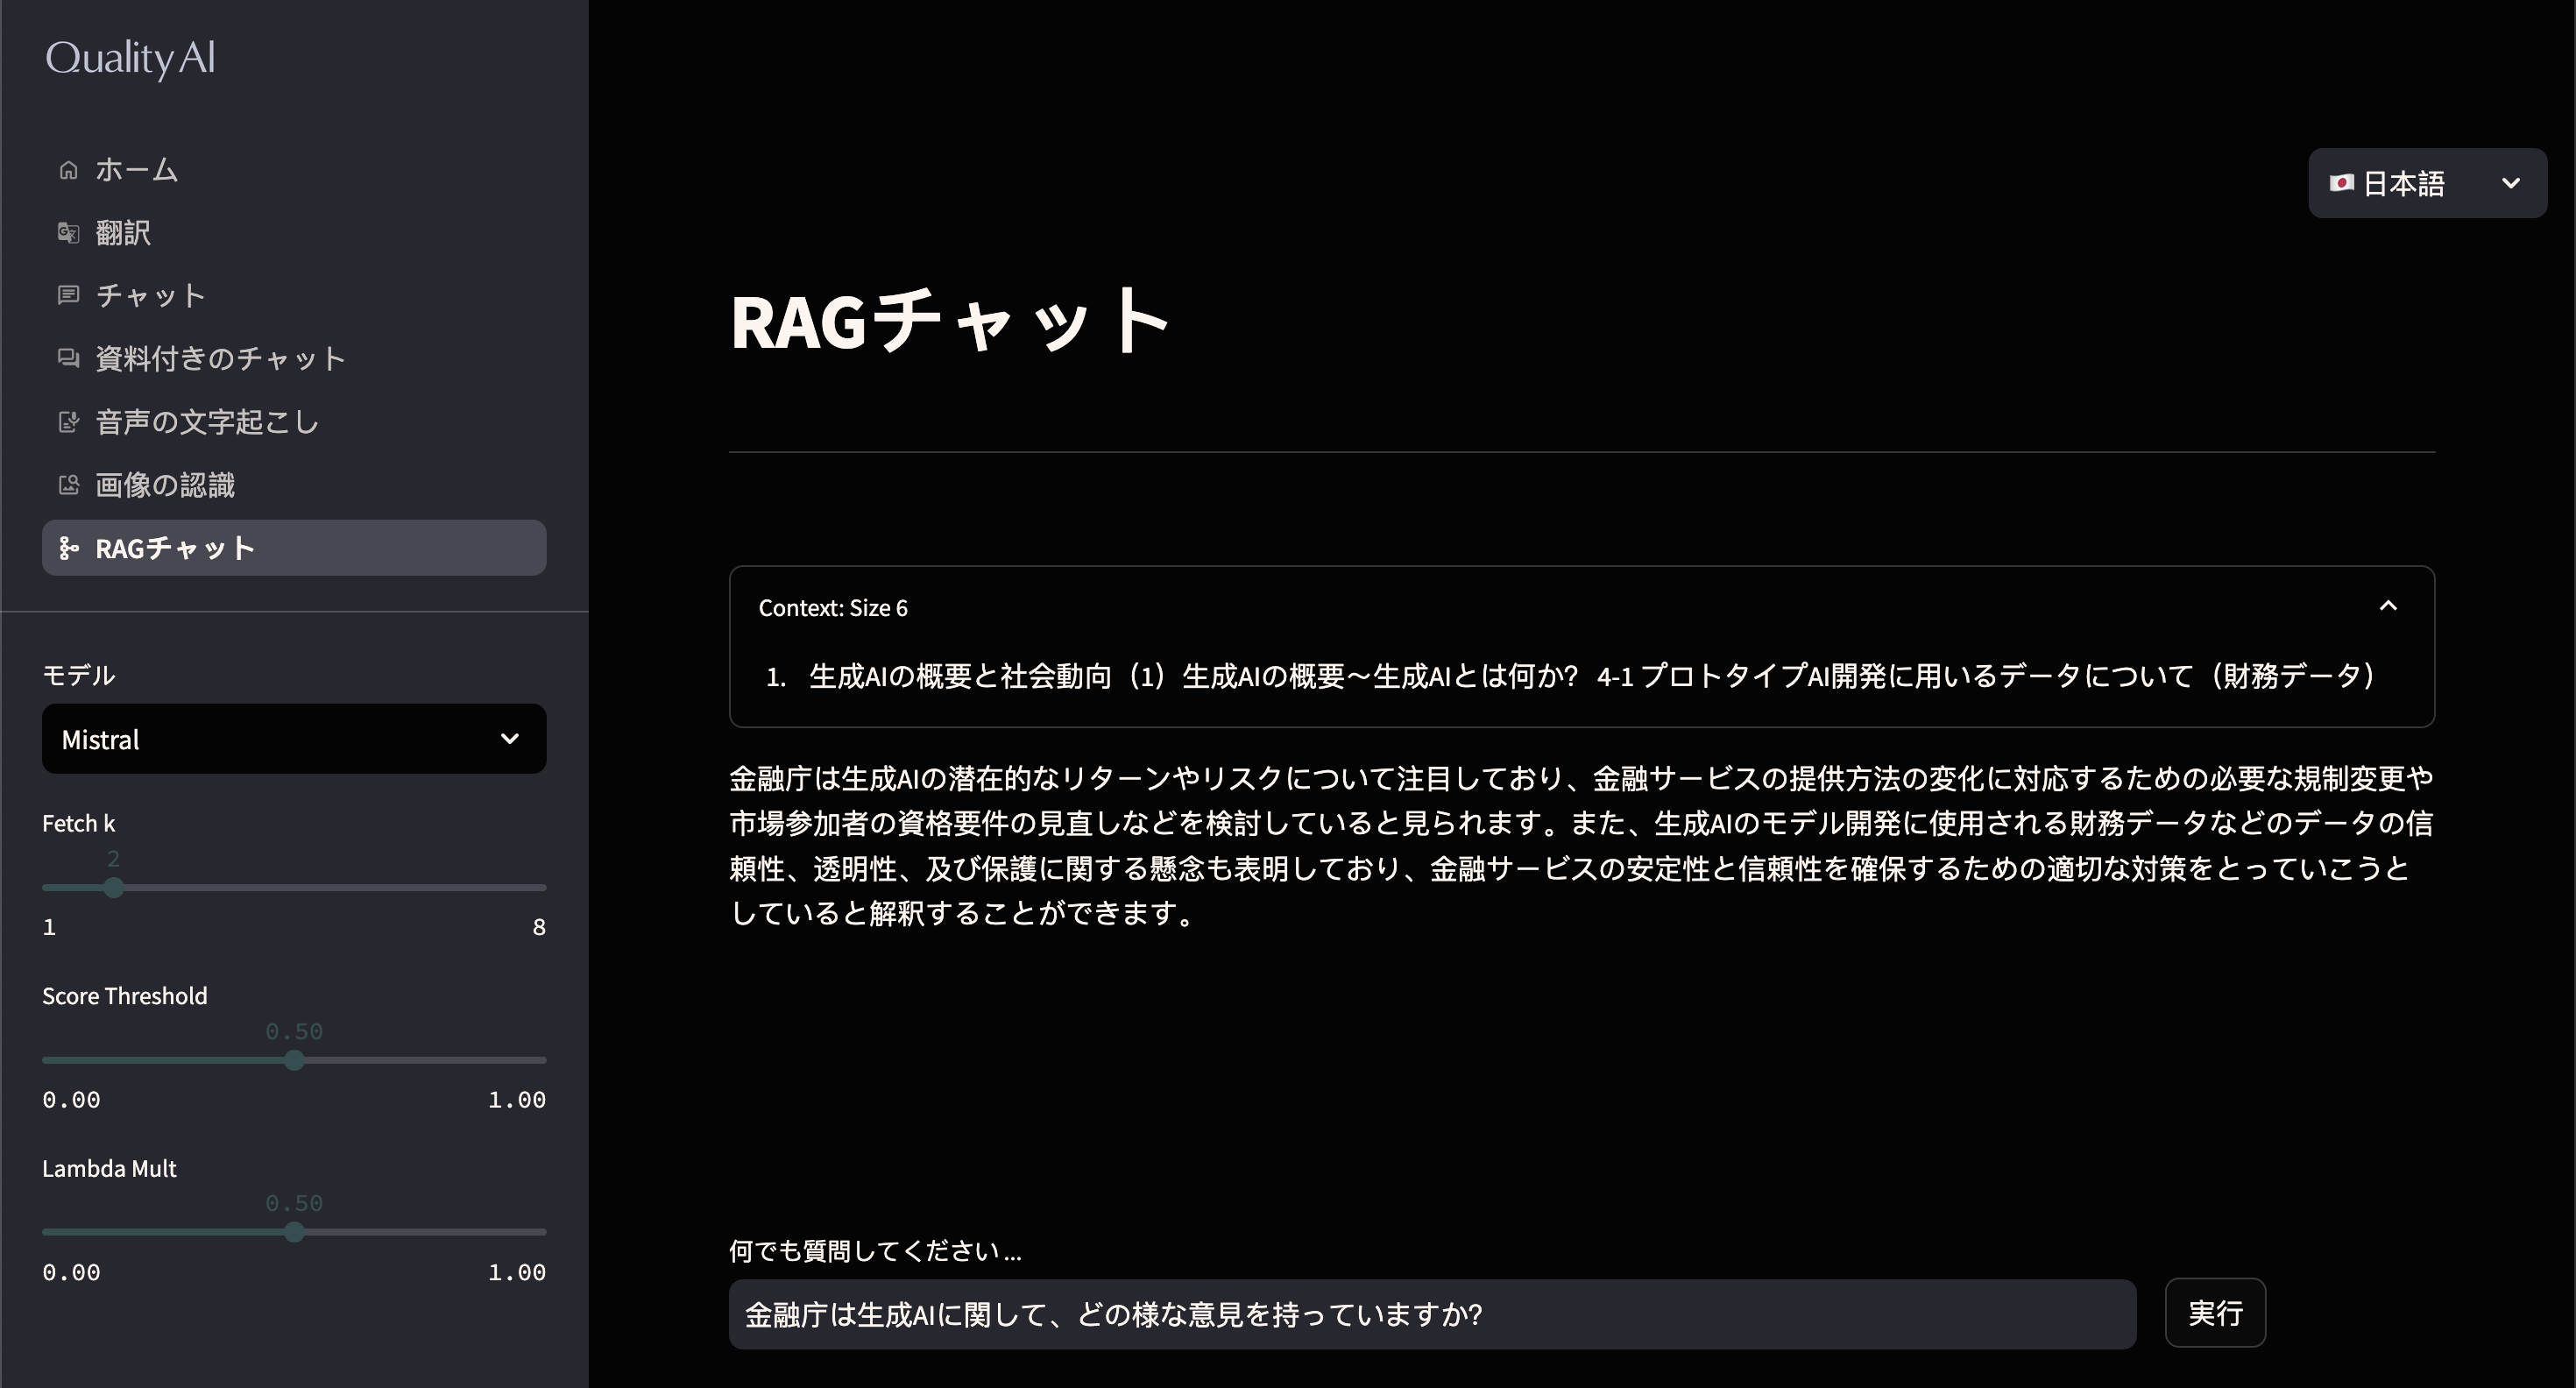 Quality AI
ホーム
翻訳
チャット
資料付きのチャット
音声の文字起こし
画像の認識
RAGチャット
モデル
Mistral
Fetch k
2
1 8
Score Threshold
0.50
0.00 1.00
Lambda Mult
0.50
0.00 1.00
日本語
RAGチャット
Context: Size 6
1. 生成AIの概要と社会動向（1）生成AIの概要～生成AIとは何か？ 4-1 プロトタイプAI開発に用いるデータについて（財務データ）
金融庁は生成AIの潜在的なリターンやリスクについて注目しており、金融サービスの提供方法の変化に対応するための必要な規制変更や
市場参加者の資格要件の見直しなどを検討していると見られます。また、生成AIのモデル開発に使用される財務データなどのデータの信
頼性、透明性、及び保護に関する懸念も表明しており、金融サービスの安定性と信頼性を確保するための適切な対策をとっていこうと
していると解釈することができます。
何でも質問してください...
金融庁は生成AIに関して、どの様な意見を持っていますか?
実行